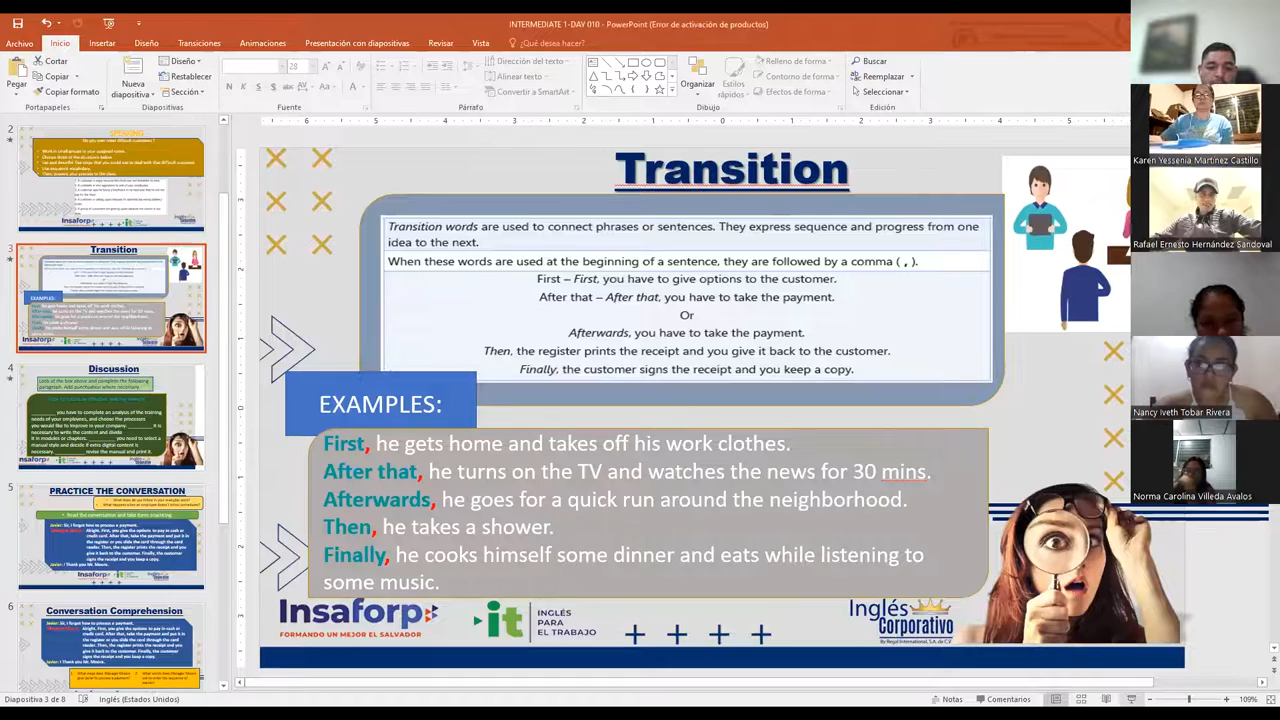 INTERMEDIATE 1-DAY 010 - PowerPoint (Error de activación de productos)
Archivo Inicio Insertar Diseño Transiciones Animaciones Presentación con diapositivas Revisar Vista ¿Qué desea hacer?
Cortar
Copiar
Copiar formato
Pegar
Portapapeles
Nueva
diapositiva
Diseño
Restablecer
Sección
Diapositivas
28
Fuente
Dirección del texto
Alinear texto
Convertir a SmartArt
Párrafo
Organizar
Estilos
rápidos
Relleno de forma
Contorno de forma
Efectos de forma
Dibujo
Buscar
Reemplazar
Seleccionar
Edición
2
SPEAKING
3
Transition
EXAMPLES:
4
Discussion
5
PRACTICE THE CONVERSATION
6
Conversation Comprehension
Transition
Transition words are used to connect phrases or sentences. They express sequence and progress from one
idea to the next.
When these words are used at the beginning of a sentence, they are followed by a comma ( , ).
First, you have to give options to the customer.
After that – After that, you have to take the payment.
Or
Afterwards, you have to take the payment.
Then, the register prints the receipt and you give it back to the customer.
Finally, the customer signs the receipt and you keep a copy.
EXAMPLES:
First, he gets home and takes off his work clothes.
After that, he turns on the TV and watches the news for 30 mins.
Afterwards, he goes for a quick run around the neighborhood.
Then, he takes a shower.
Finally, he cooks himself some dinner and eats while listening to
some music.
Insaforp
FORMANDO UN MEJOR EL SALVADOR
it
INGLÉS
PARA
EL TRABAJO
Inglés
Corporativo
By Regal International, S.A. de C.V.
Karen Yessenia Martinez Castillo
Rafael Ernesto Hernández Sandoval
Nancy Iveth Tobar Rivera
Norma Carolina Villeda Avalos
Diapositiva 3 de 8 Inglés (Estados Unidos) Notas Comentarios 109%